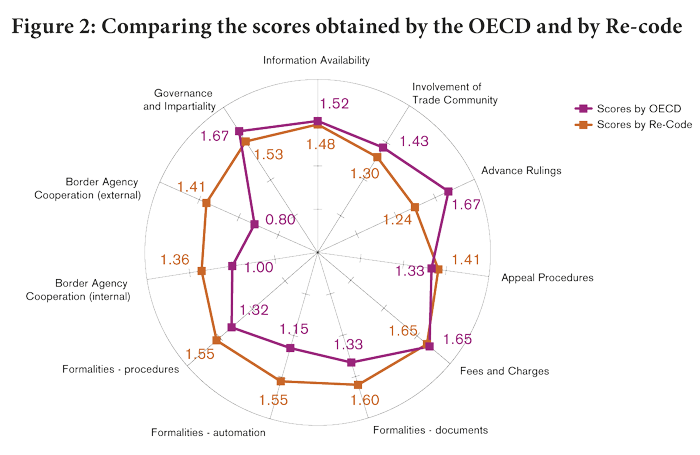 Figure 2: Comparing the scores obtained by the OECD and by Re-code
Information Availability
Governance
and Impartiality
Involvement of
Trade Community
Scores by OECD
Scores by Re-Code
1.52
1.67
1.53
1.48
1.43
1.30
Advance Rulings
1.67
1.24
Border Agency
Cooperation (external)
1.41
0.80
1.41
1.33
Appeal Procedures
1.36
1.00
Border Agency
Cooperation (internal)
1.32
1.55
1.15
1.33
1.65
1.65
Formalities - procedures
Fees and Charges
1.55
1.60
Formalities - automation
Formalities - documents